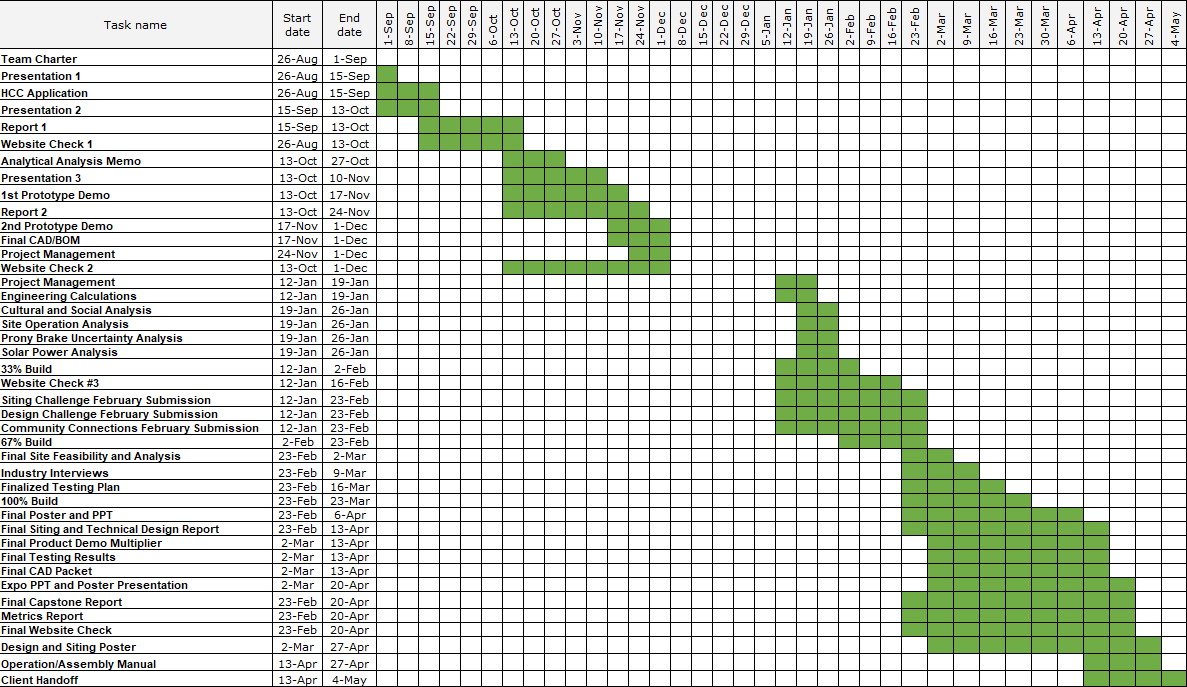 Task name Start date End date 1-Sep 8-Sep 15-Sep 22-Sep 29-Sep 6-Oct 13-Oct 20-Oct 27-Oct 3-Nov 10-Nov 17-Nov 24-Nov 1-Dec 8-Dec 15-Dec 22-Dec 29-Dec 5-Jan 12-Jan 19-Jan 26-Jan 2-Feb 9-Feb 16-Feb 23-Feb 2-Mar 9-Mar 16-Mar 23-Mar 30-Mar 6-Apr 13-Apr 20-Apr 27-Apr 4-May
Team Charter 26-Aug 1-Sep
Presentation 1 26-Aug 15-Sep
HCC Application 26-Aug 15-Sep
Presentation 2 15-Sep 13-Oct
Report 1 15-Sep 13-Oct
Website Check 1 26-Aug 13-Oct
Analytical Analysis Memo 13-Oct 27-Oct
Presentation 3 13-Oct 10-Nov
1st Prototype Demo 13-Oct 17-Nov
Report 2 13-Oct 24-Nov
2nd Prototype Demo 17-Nov 1-Dec
Final CAD/BOM 17-Nov 1-Dec
Project Management 24-Nov 1-Dec
Website Check 2 13-Oct 1-Dec
Project Management 12-Jan 19-Jan
Engineering Calculations 12-Jan 19-Jan
Cultural and Social Analysis 19-Jan 26-Jan
Site Operation Analysis 19-Jan 26-Jan
Prony Brake Uncertainty Analysis 19-Jan 26-Jan
Solar Power Analysis 19-Jan 26-Jan
33% Build 12-Jan 2-Feb
Website Check #3 12-Jan 16-Feb
Siting Challenge February Submission 12-Jan 23-Feb
Design Challenge February Submission 12-Jan 23-Feb
Community Connections February Submission 12-Jan 23-Feb
67% Build 2-Feb 23-Feb
Final Site Feasibility and Analysis 23-Feb 2-Mar
Industry Interviews 23-Feb 9-Mar
Finalized Testing Plan 23-Feb 16-Mar
100% Build 23-Feb 23-Mar
Final Poster and PPT 23-Feb 6-Apr
Final Siting and Technical Design Report 23-Feb 13-Apr
Final Product Demo Multiplier 2-Mar 13-Apr
Final Testing Results 2-Mar 13-Apr
Final CAD Packet 2-Mar 13-Apr
Expo PPT and Poster Presentation 2-Mar 20-Apr
Final Capstone Report 23-Feb 20-Apr
Metrics Report 23-Feb 20-Apr
Final Website Check 23-Feb 20-Apr
Design and Siting Poster 2-Mar 27-Apr
Operation/Assembly Manual 13-Apr 27-Apr
Client Handoff 13-Apr 4-May